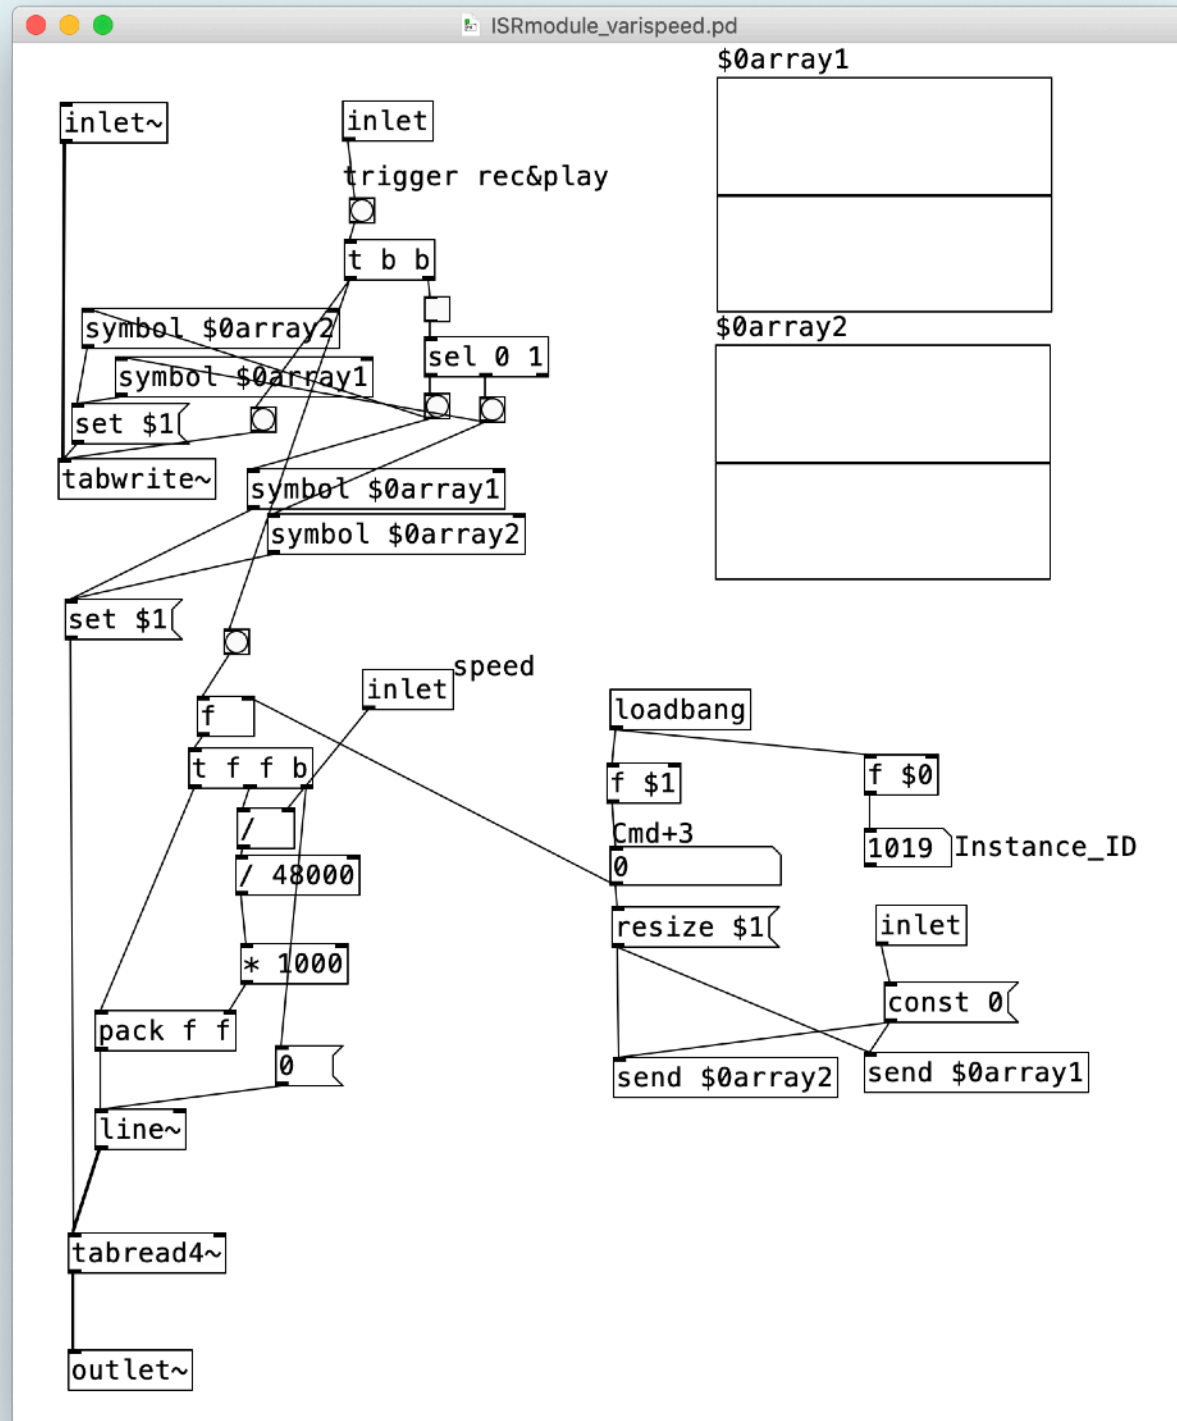 ISRmodule_varispeed.pd
$0array1
inlet~
inlet
trigger rec&play
t b b
symbol $0array2
sel 0 1
$0array2
symbol $0array1
set $1
tabwrite~
symbol $0array1
symbol $0array2
set $1
speed
inlet
f
loadbang
t f f b
f $1
f $0
/
Cmd+3
0
1019
Instance_ID
/ 48000
resize $1
inlet
* 1000
const 0
pack f f
0
send $0array2
send $0array1
line~
tabread4~
outlet~